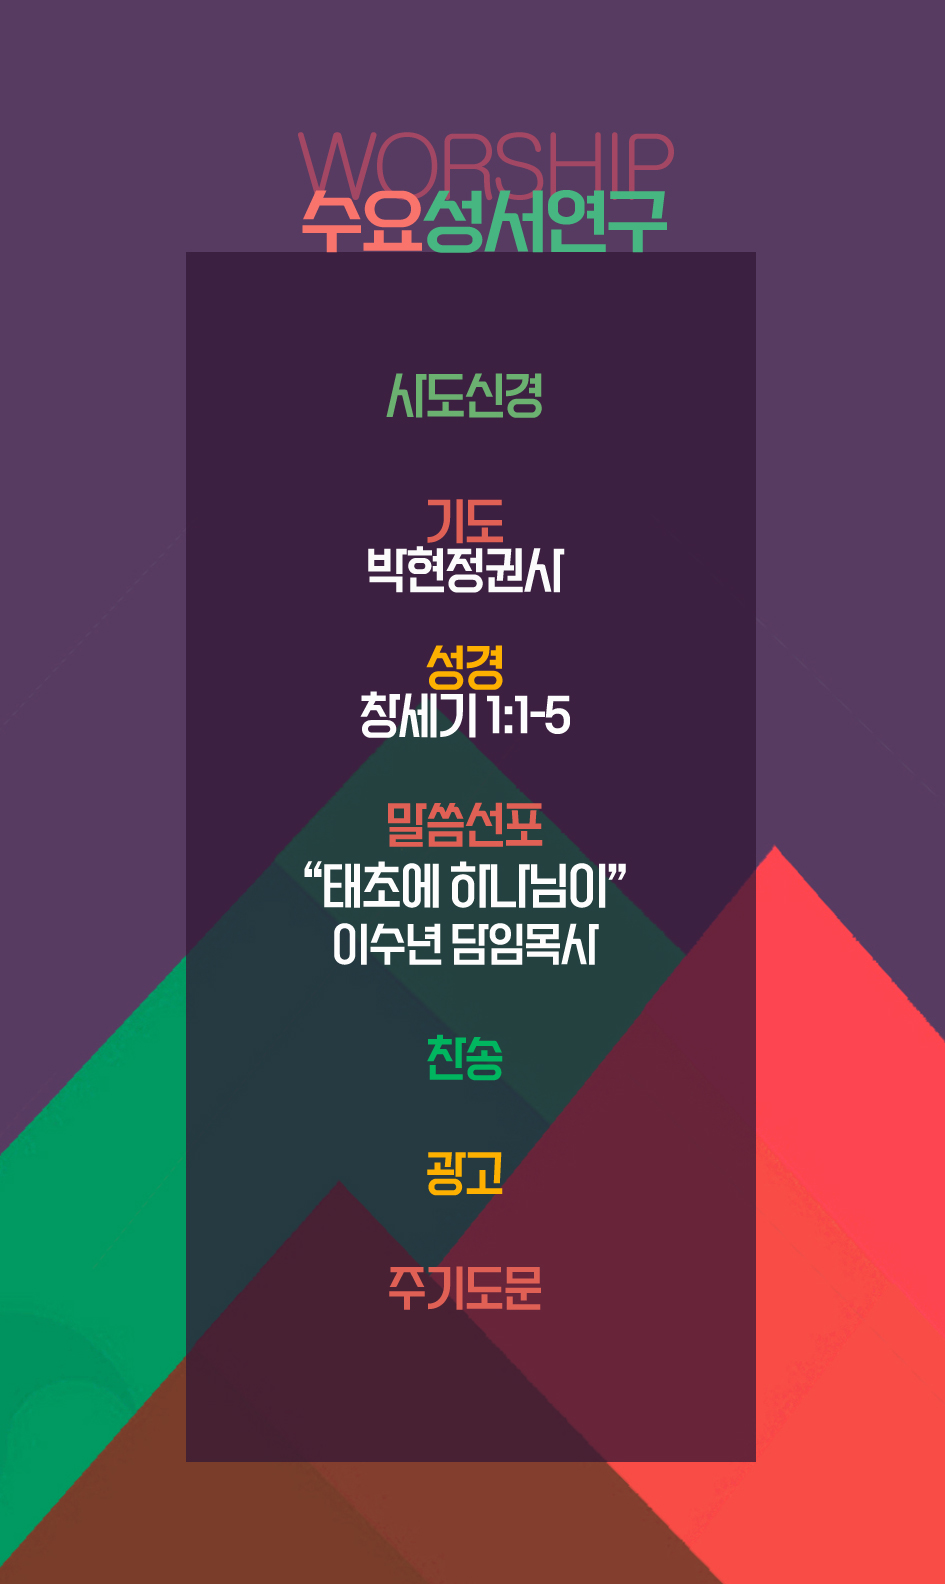 WORSHIP
수요성서연구
사도신경
기도
박현정권사
성경
창세기 1:1-5
말씀선포
“태초에 하나님이”
이수년 담임목사
찬송
광고
주기도문